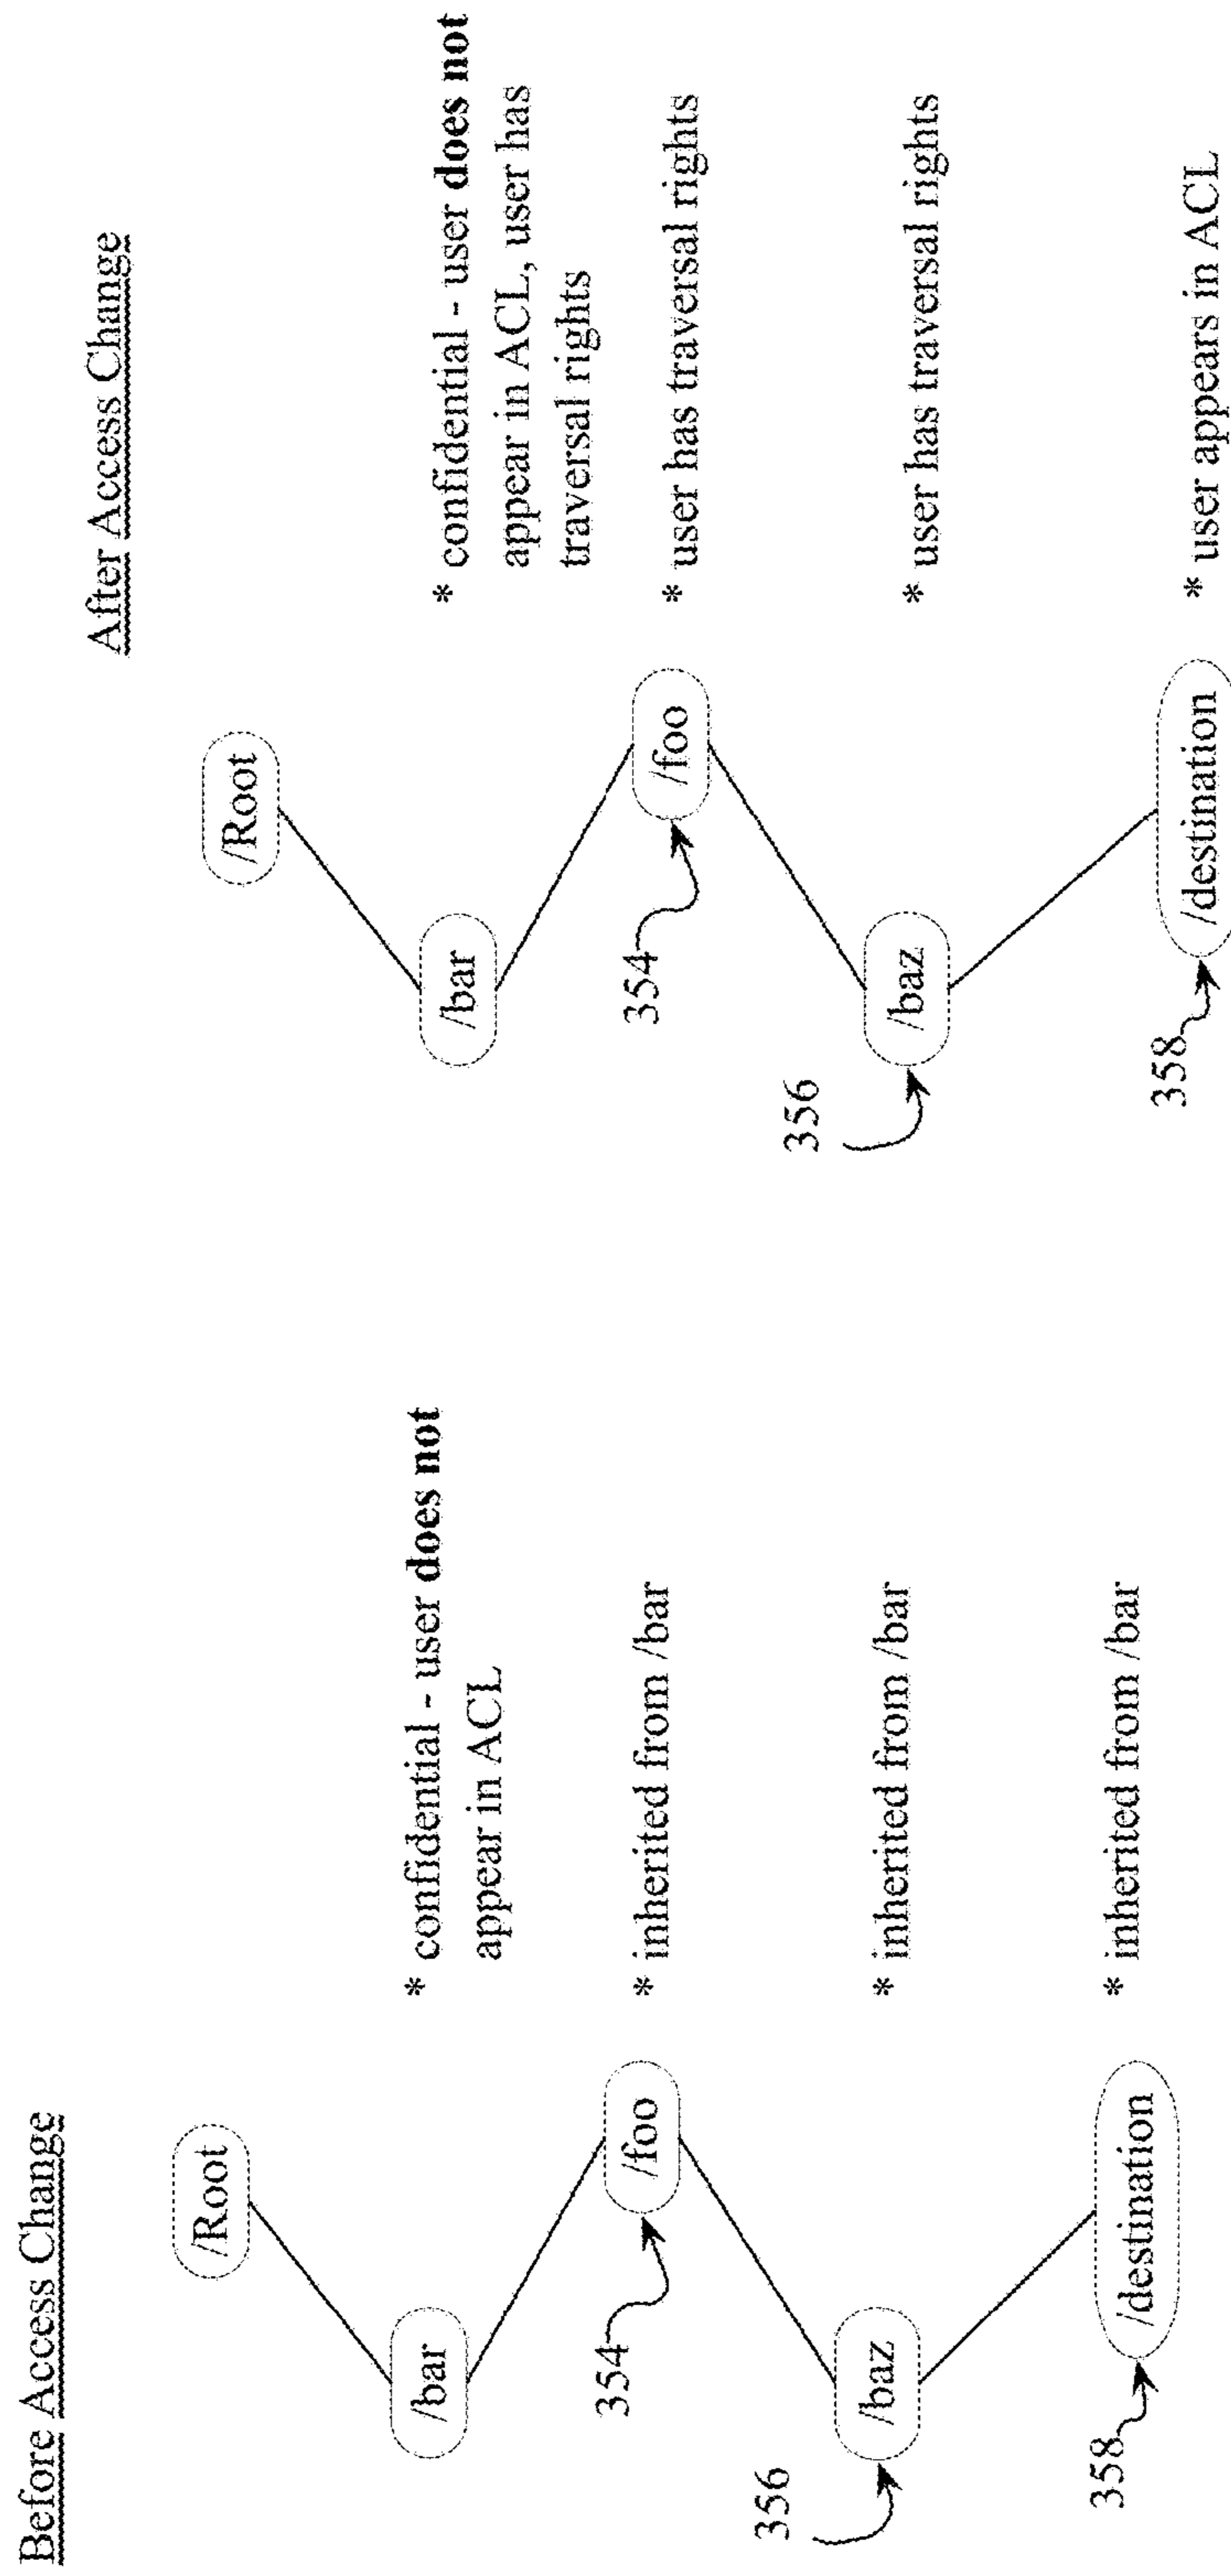 Before Access Change
/Root
/bar
* confidential - user does not
appear in ACL
/foo
* inherited from /bar
354
/baz
* inherited from /bar
356
/destination
* inherited from /bar
358
After Access Change
/Root
/bar
* confidential - user does not
appear in ACL, user has
traversal rights
/foo
* user has traversal rights
354
/baz
* user has traversal rights
356
/destination
* user appears in ACL
358